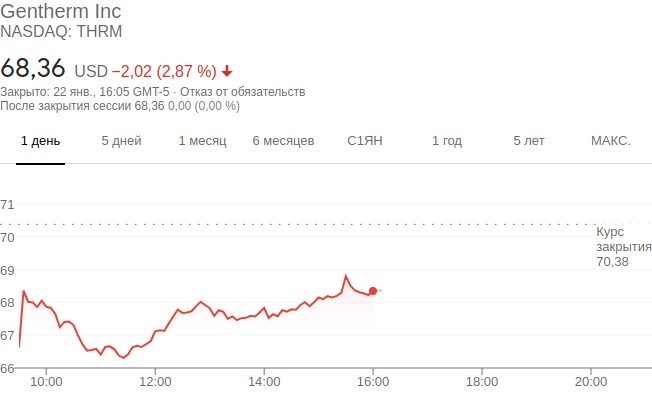 Gentherm Inc
NASDAQ: THRM
68,36 USD −2,02 (2,87 %)
Закрыто: 22 янв., 16:05 GMT-5 · Отказ от обязательств
После закрытия сессии 68,36 0,00 (0,00 %)
1 день 5 дней 1 месяц 6 месяцев С1ЯН 1 год 5 лет МАКС.
71
70
Курс
закрытия
70,38
69
68
67
66
10:00 12:00 14:00 16:00 18:00 20:00